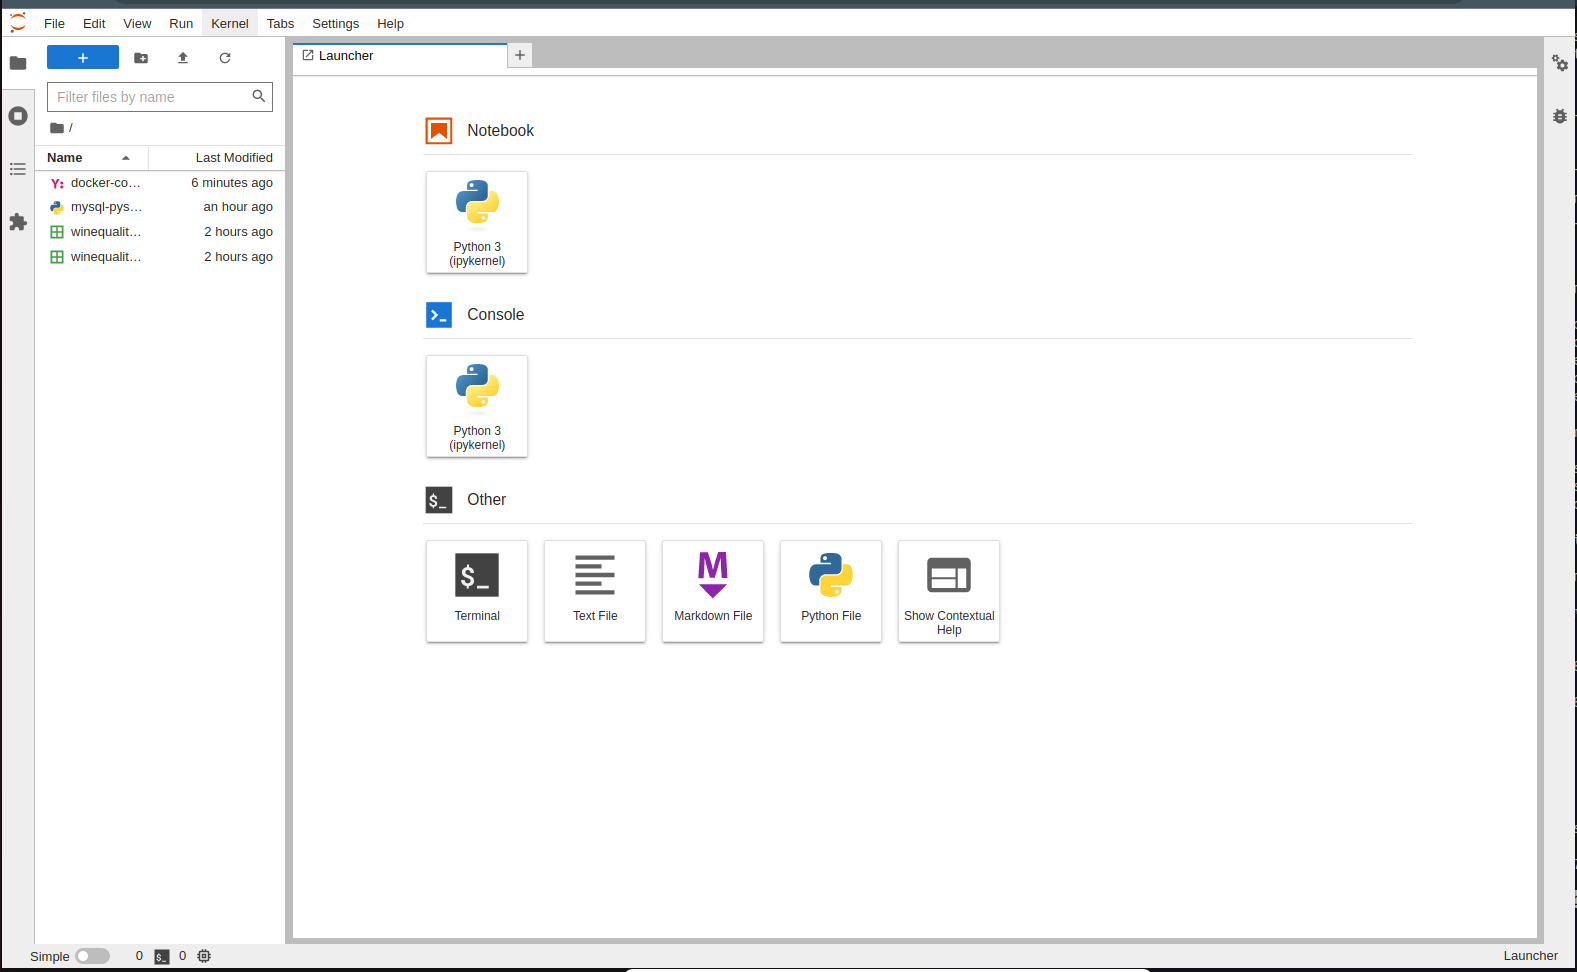 File Edit View Run Kernel Tabs Settings Help
Launcher
Filter files by name
/
Name Last Modified
docker-co… 6 minutes ago
mysql-pys… an hour ago
winequalit… 2 hours ago
winequalit… 2 hours ago
Notebook
Python 3
(ipykernel)
Console
Python 3
(ipykernel)
$_ Other
$_
Terminal
Text File
M
Markdown File
Python File
Show Contextual
Help
Simple 0 $_ 0 Launcher